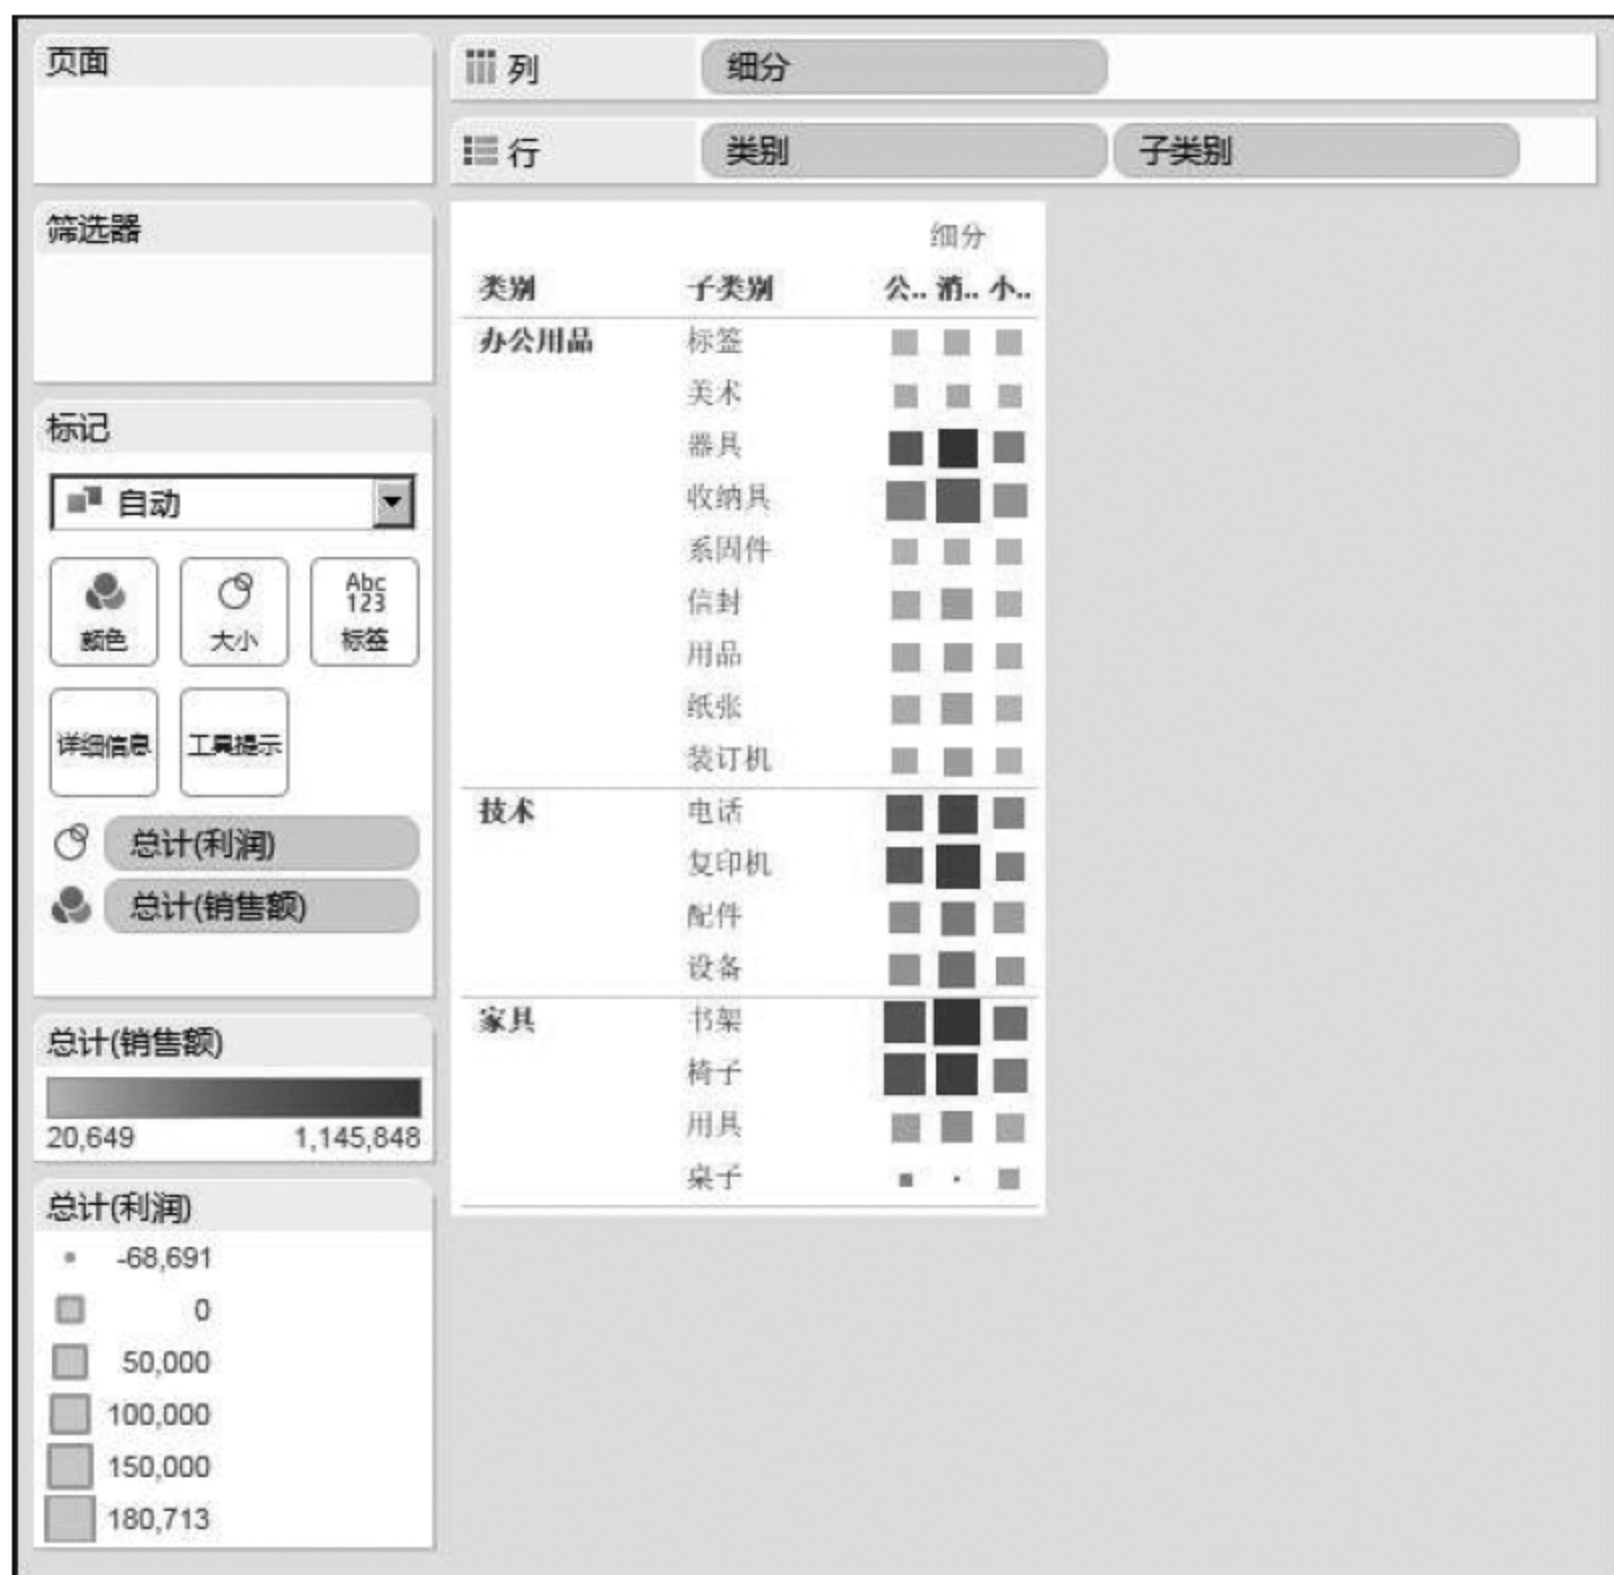 页面
列 细分
行 类别 子类别
筛选器
标记
自动
颜色 大小 Abc 123 标签
详细信息 工具提示
总计(利润)
总计(销售额)
总计(销售额)
20,649 1,145,848
总计(利润)
-68,691
0
50,000
100,000
150,000
180,713
细分
类别 子类别 公.. 消.. 小..
办公用品 标签
美术
器具
收纳具
系固件
信封
用品
纸张
装订机
技术 电话
复印机
配件
设备
家具 书架
椅子
用具
桌子